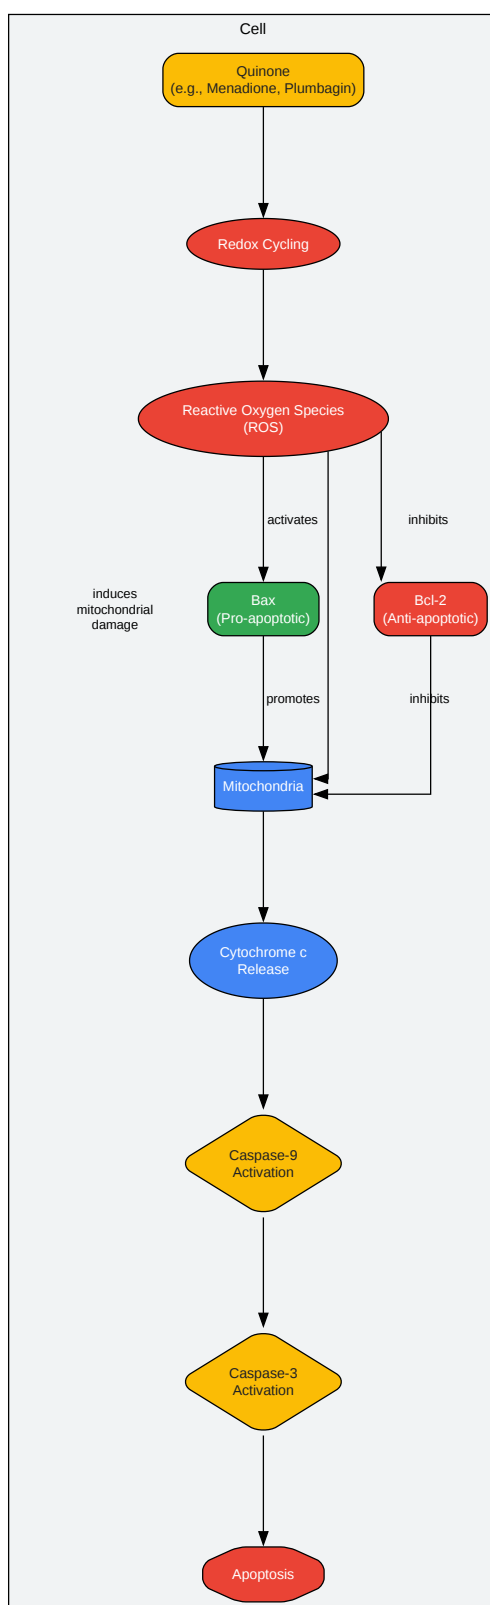 Cell
Quinone
(e.g., Menadione, Plumbagin)
Redox Cycling
Reactive Oxygen Species
(ROS)
activates
inhibits
induces
mitochondrial
damage
Bax
(Pro-apoptotic)
Bcl-2
(Anti-apoptotic)
promotes
inhibits
Mitochondria
Cytochrome c
Release
Caspase-9
Activation
Caspase-3
Activation
Apoptosis